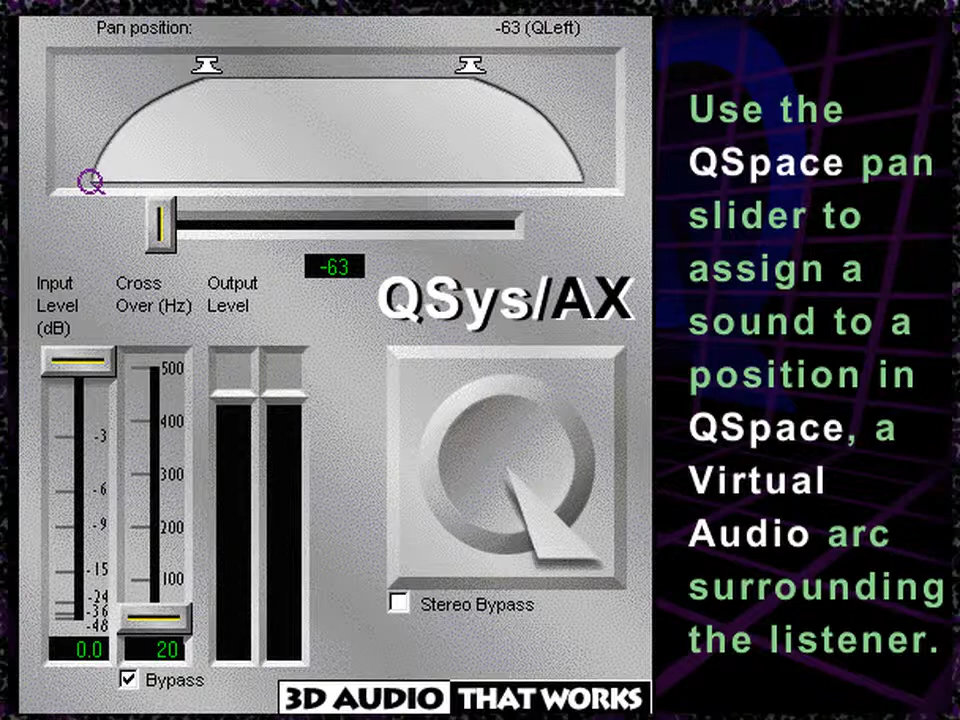 Pan position: -63 (QLeft)
-63
Input Level (dB)
Cross Over (Hz)
Output Level
QSys/AX
-3
-6
-9
-15
-24
-36
-48
0.0
500
400
300
200
100
20
Bypass
Stereo Bypass
3D AUDIO THAT WORKS
Use the
QSpace pan
slider to
assign a
sound to a
position in
QSpace, a
Virtual
Audio arc
surrounding
the listener.